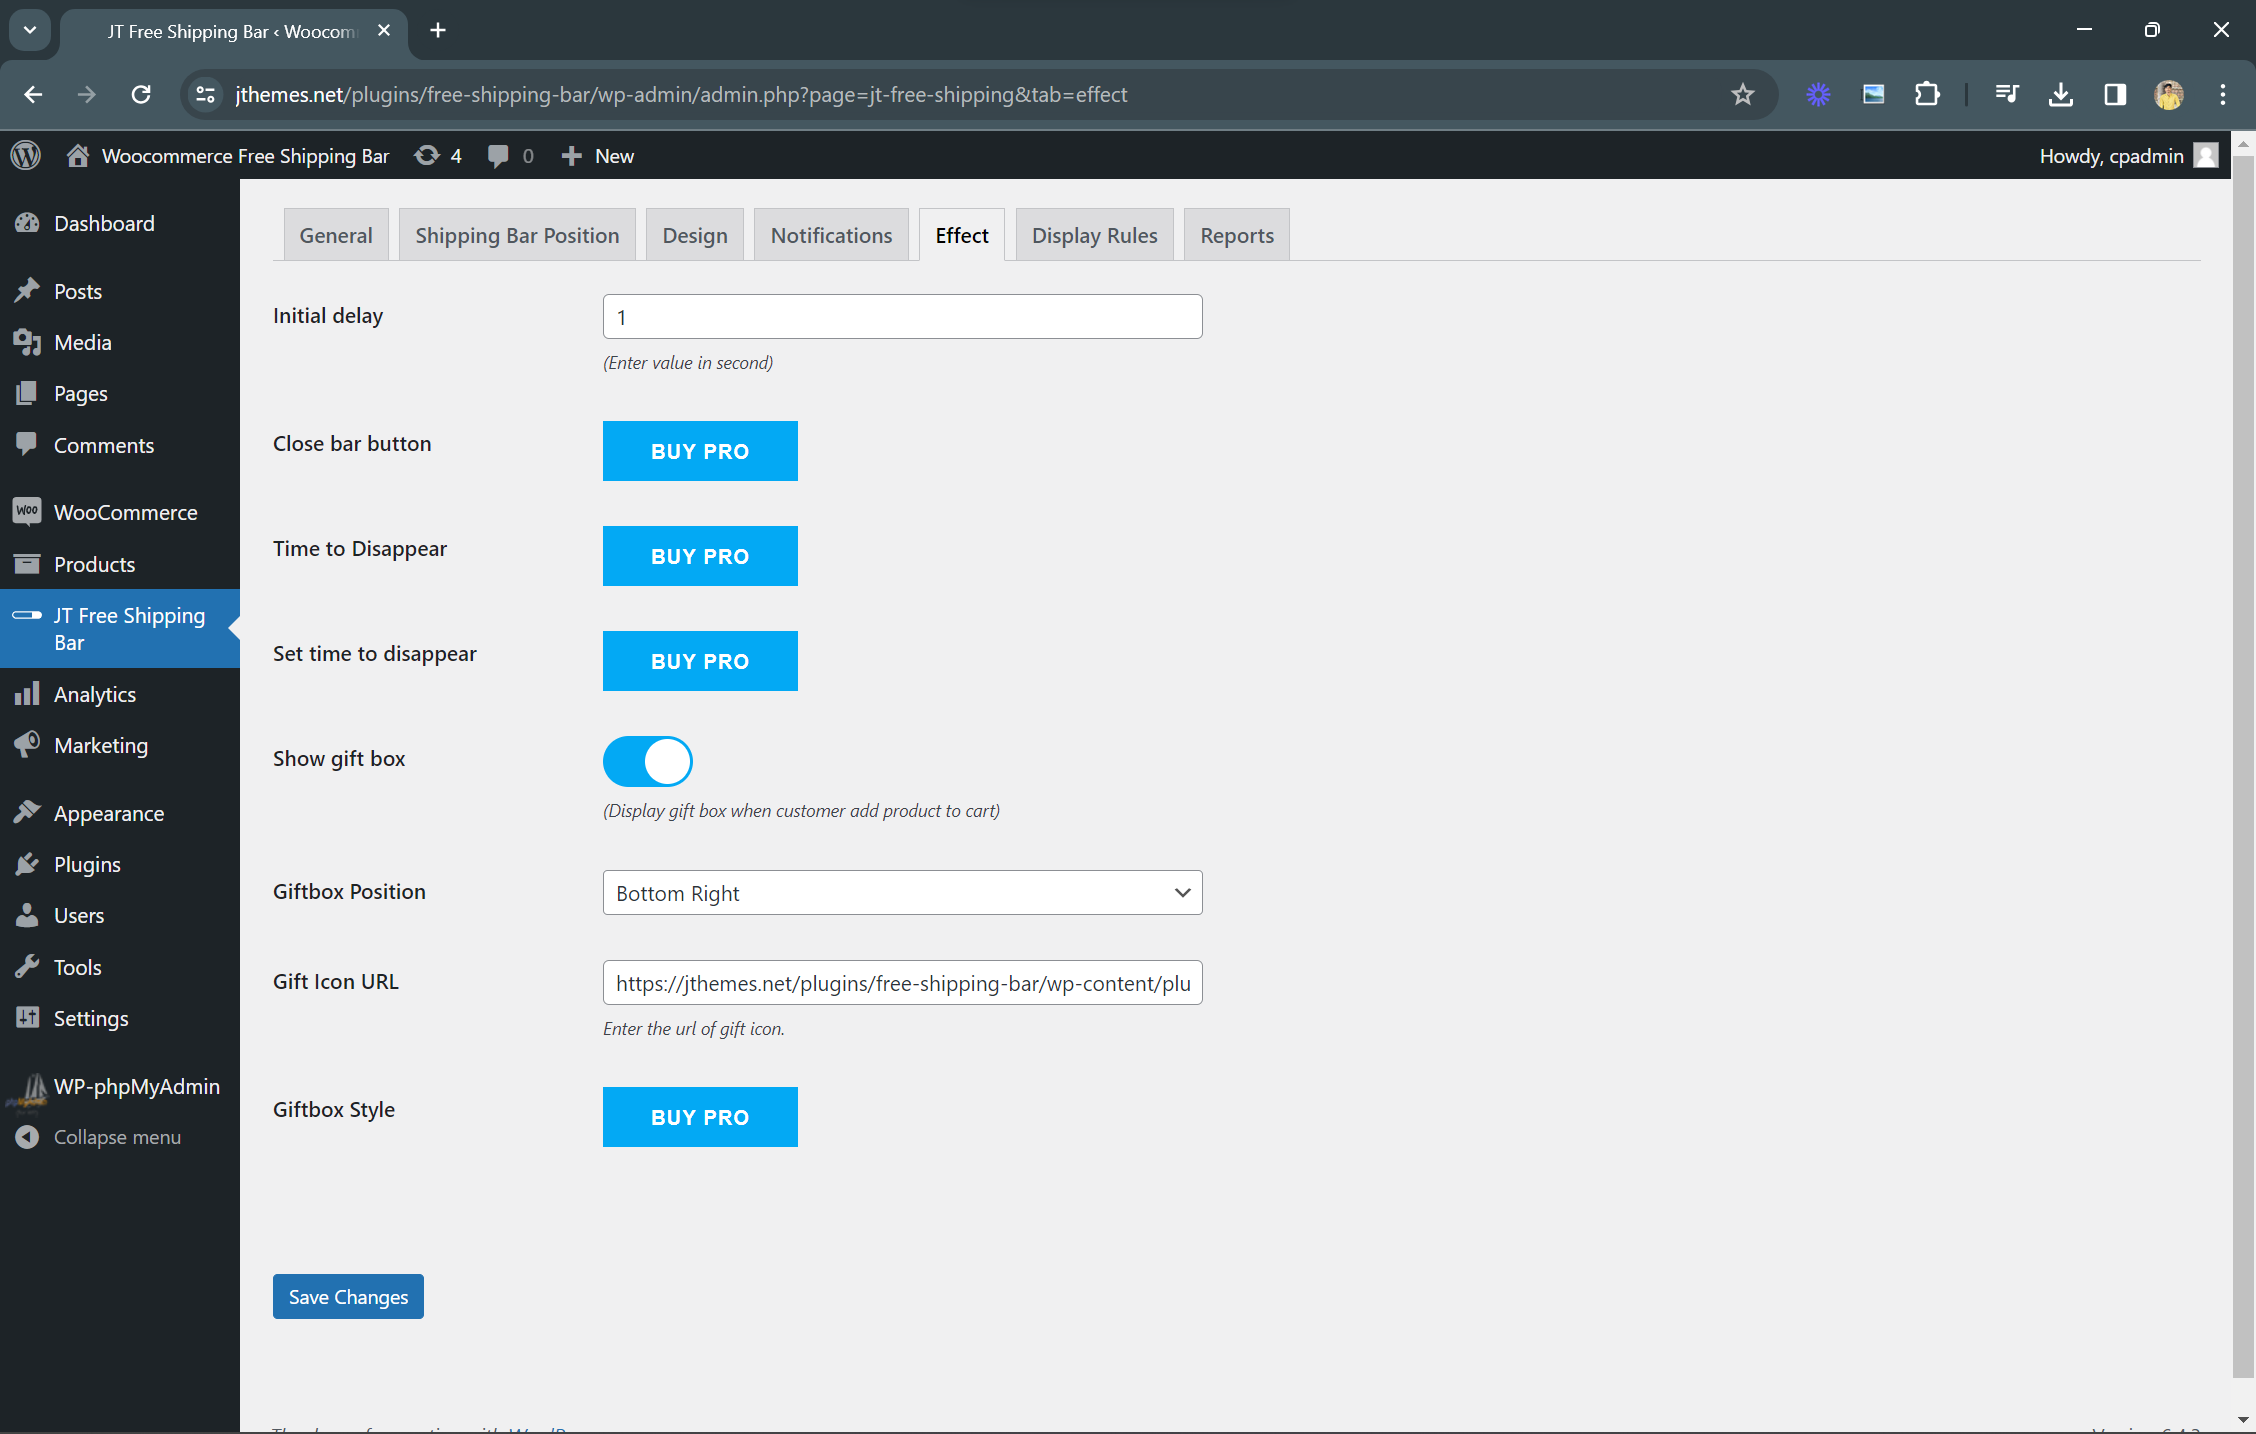 JT Free Shipping Bar ‹ Woocom
jthemes.net/plugins/free-shipping-bar/wp-admin/admin.php?page=jt-free-shipping&tab=effect
Woocommerce Free Shipping Bar 4 0 New
Howdy, cpadmin
Dashboard
Posts
Media
Pages
Comments
WooCommerce
Products
JT Free Shipping
Bar
Analytics
Marketing
Appearance
Plugins
Users
Tools
Settings
WP-phpMyAdmin
Collapse menu
General Shipping Bar Position Design Notifications Effect Display Rules Reports
Initial delay
1
(Enter value in second)
Close bar button
BUY PRO
Time to Disappear
BUY PRO
Set time to disappear
BUY PRO
Show gift box
(Display gift box when customer add product to cart)
Giftbox Position
Bottom Right
Gift Icon URL
https://jthemes.net/plugins/free-shipping-bar/wp-content/plu
Enter the url of gift icon.
Giftbox Style
BUY PRO
Save Changes